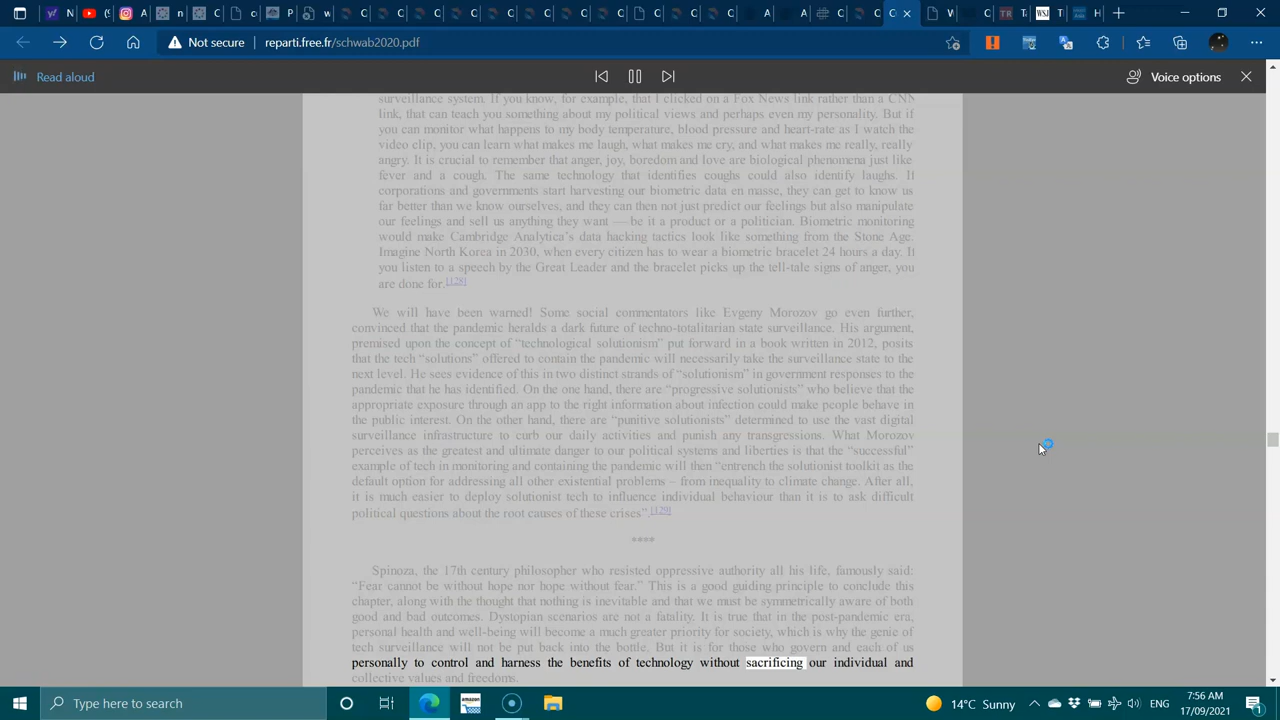 Not secure
reparti.free.fr/schwab2020.pdf
Read aloud
Voice options
surveillance system. If you know, for example, that I clicked on a Fox News link rather than a CNN
link, that can teach you something about my political views and perhaps even my personality. But if
you can monitor what happens to my body temperature, blood pressure and heart-rate as I watch the
video clip, you can learn what makes me laugh, what makes me cry, and what makes me really, really
angry. It is crucial to remember that anger, joy, boredom and love are biological phenomena just like
fever and a cough. The same technology that identifies coughs could also identify laughs. If
corporations and governments start harvesting our biometric data en masse, they can get to know us
far better than we know ourselves, and they can then not just predict our feelings but also manipulate
our feelings and sell us anything they want — be it a product or a politician. Biometric monitoring
would make Cambridge Analytica's data hacking tactics look like something from the Stone Age.
Imagine North Korea in 2030, when every citizen has to wear a biometric bracelet 24 hours a day. If
you listen to a speech by the Great Leader and the bracelet picks up the tell-tale signs of anger, you
are done for.[128]
We will have been warned! Some social commentators like Evgeny Morozov go even further,
convinced that the pandemic heralds a dark future of techno-totalitarian state surveillance. His argument,
premised upon the concept of “technological solutionism” put forward in a book written in 2012, posits
that the tech “solutions” offered to contain the pandemic will necessarily take the surveillance state to the
next level. He sees evidence of this in two distinct strands of “solutionism” in government responses to the
pandemic that he has identified. On the one hand, there are “progressive solutionists” who believe that the
appropriate exposure through an app to the right information about infection could make people behave in
the public interest. On the other hand, there are “punitive solutionists” determined to use the vast digital
surveillance infrastructure to curb our daily activities and punish any transgressions. What Morozov
perceives as the greatest and ultimate danger to our political systems and liberties is that the “successful”
example of tech in monitoring and containing the pandemic will then “entrench the solutionist toolkit as the
default option for addressing all other existential problems – from inequality to climate change. After all,
it is much easier to deploy solutionist tech to influence individual behaviour than it is to ask difficult
political questions about the root causes of these crises”.[129]
****
Spinoza, the 17th century philosopher who resisted oppressive authority all his life, famously said:
“Fear cannot be without hope nor hope without fear.” This is a good guiding principle to conclude this
chapter, along with the thought that nothing is inevitable and that we must be symmetrically aware of both
good and bad outcomes. Dystopian scenarios are not a fatality. It is true that in the post-pandemic era,
personal health and well-being will become a much greater priority for society, which is why the genie of
tech surveillance will not be put back into the bottle. But it is for those who govern and each of us
personally to control and harness the benefits of technology without sacrificing our individual and
collective values and freedoms.
Type here to search
14°C Sunny
ENG
7:56 AM
17/09/2021